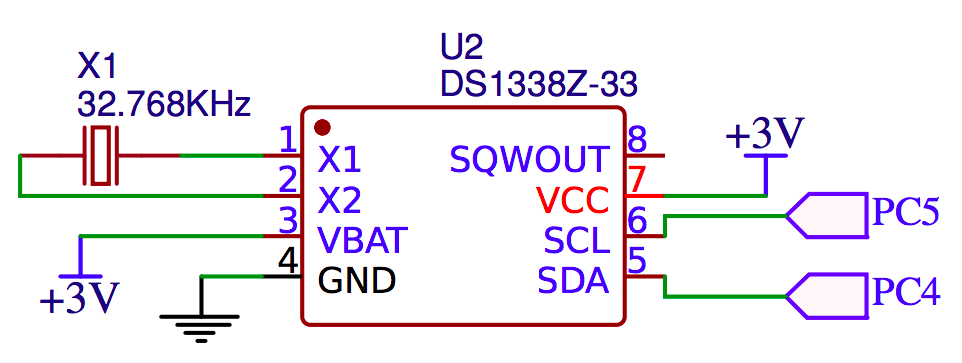 U2
DS1338Z-33
X1
32.768KHz
1
X1
2
X2
3
VBAT
4
GND
+3V
SQWOUT
8
VCC
7
SCL
6
SDA
5
+3V
PC5
PC4